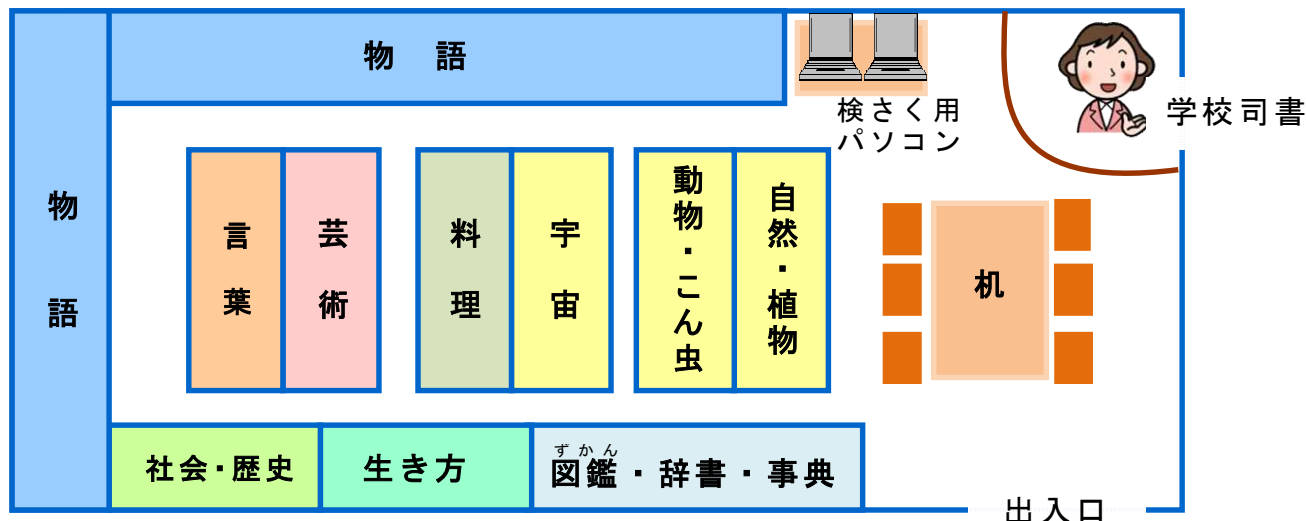 物語
検さく用
パソコン
学校司書
物語
言葉
芸術
料理
宇宙
動物・こん虫
自然・植物
机
社会・歴史
生き方
ずかん
図鑑・辞書・事典
出入口